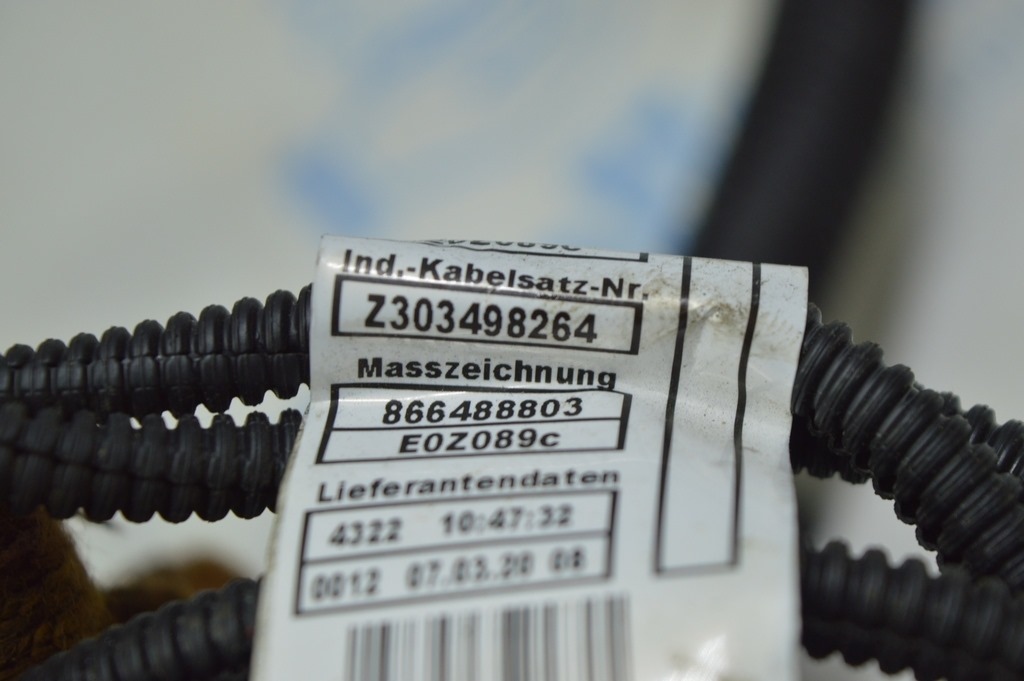 Ind.-Kabelsatz-Nr.
Z303498264
Masszeichnung
866488803
E0Z089c
Lieferantendaten
4322 10:47:32
0012 07.03.20 08